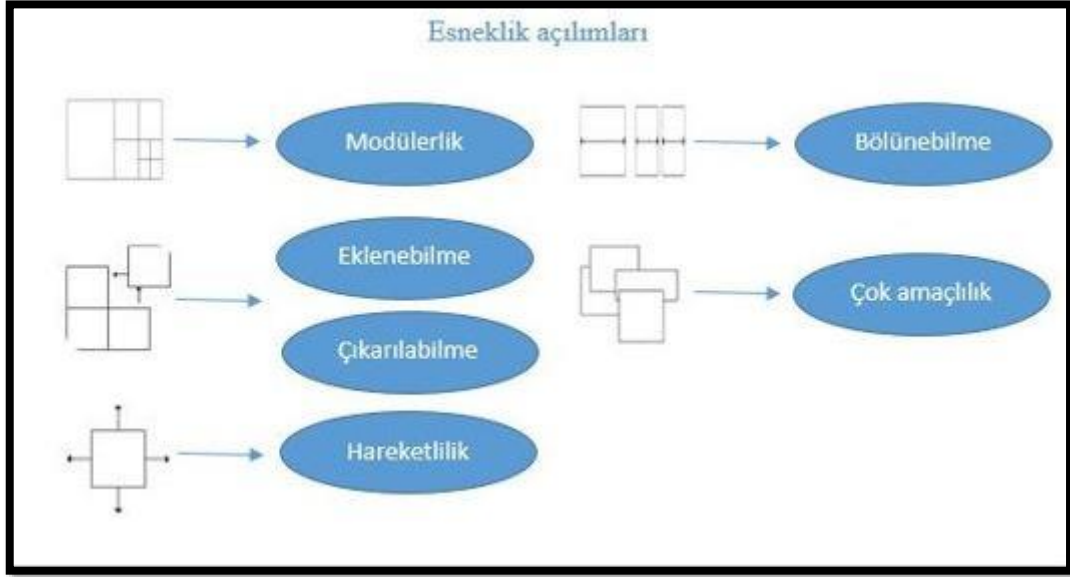 Esneklik açılımları
Modülerlik
Bölünebilme
Eklenebilme
Çok amaçlılık
Çıkarılabilme
Hareketlilik